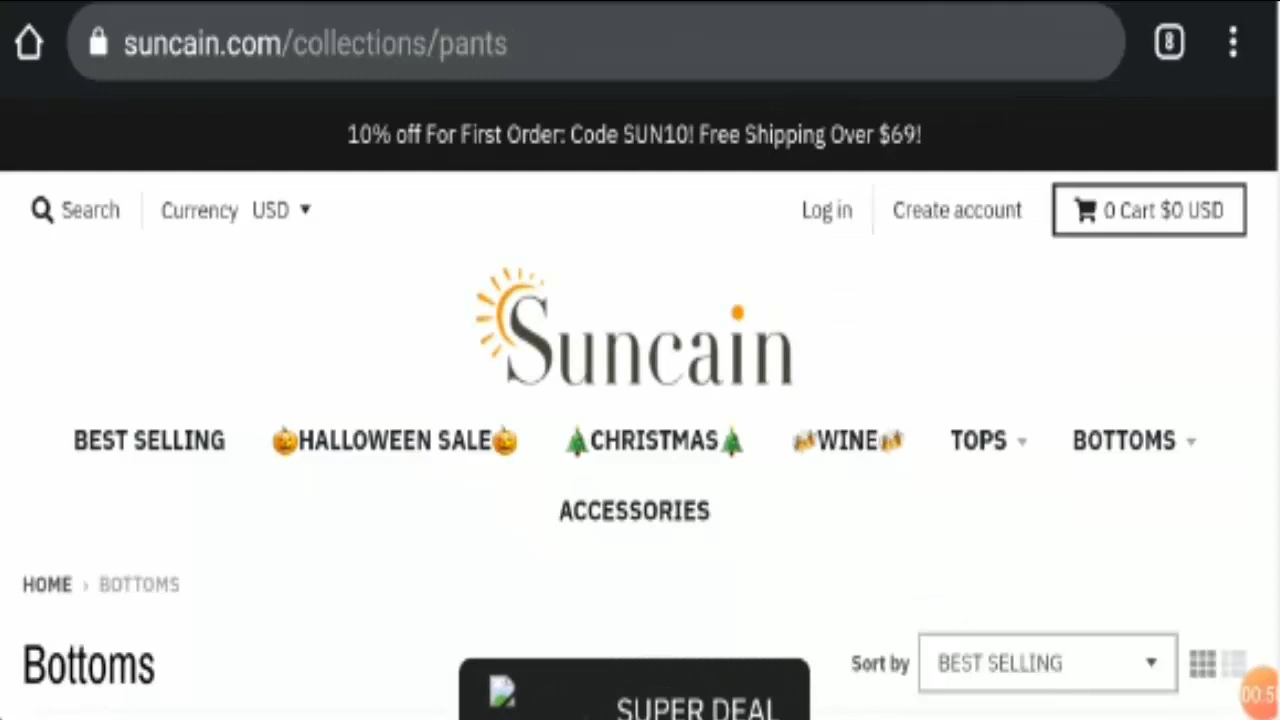 suncain.com/collections/pants
8
10% off For First Order: Code SUN10! Free Shipping Over $69!
Search
Currency USD
Log in
Create account
0 Cart $0 USD
Suncain
BEST SELLING
🎃HALLOWEEN SALE🎃
🎄CHRISTMAS🎄
🍻WINE🍻
TOPS
BOTTOMS
ACCESSORIES
HOME › BOTTOMS
Bottoms
Sort by
BEST SELLING
SUPER DEAL